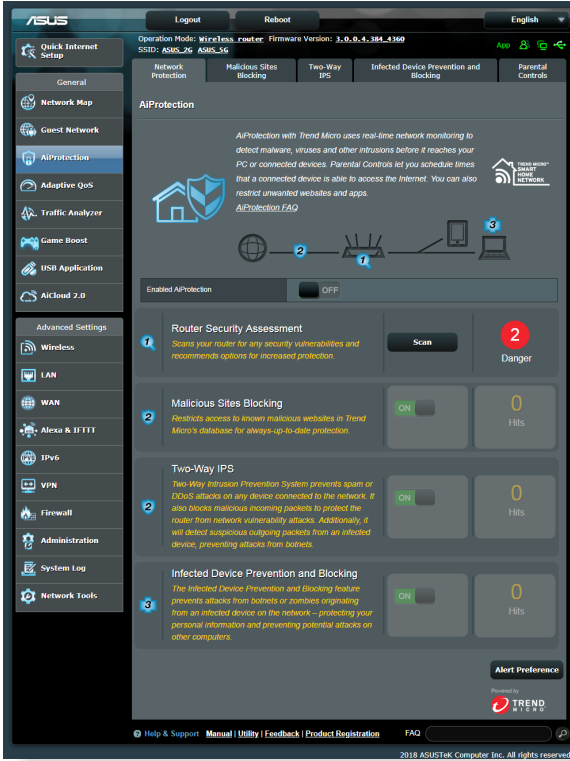 ASUS
Logout
Reboot
English
Quick Internet
Setup
Operation Mode: Wireless router Firmware Version: 3.0.0.4.384_4360
SSID: ASUS_2G ASUS_5G
App
General
Network Map
Guest Network
AiProtection
Adaptive QoS
Traffic Analyzer
Game Boost
USB Application
AiCloud 2.0
Advanced Settings
Wireless
LAN
WAN
Alexa & IFTTT
IPv6
VPN
Firewall
Administration
System Log
Network Tools
Network
Protection
Malicious Sites
Blocking
Two-Way
IPS
Infected Device Prevention and
Blocking
Parental
Controls
AiProtection
AiProtection with Trend Micro uses real-time network monitoring to
detect malware, viruses and other intrusions before it reaches your
PC or connected devices. Parental Controls let you schedule times
that a connected device is able to access the Internet. You can also
restrict unwanted websites and apps.
AiProtection FAQ
TREND MICRO™
SMART
HOME
NETWORK
3
2
1
Enabled AiProtection
OFF
1
Router Security Assessment
Scans your router for any security vulnerabilities and
recommends options for increased protection.
Scan
2
Danger
2
Malicious Sites Blocking
Restricts access to known malicious websites in Trend
Micro's database for always-up-to-date protection.
ON
0
Hits
2
Two-Way IPS
Two-Way Intrusion Prevention System prevents spam or
DDoS attacks on any device connected to the network. It
also blocks malicious incoming packets to protect the
router from network vulnerability attacks. Additionally, it
will detect suspicious outgoing packets from an infected
device, preventing attacks from botnets.
ON
0
Hits
3
Infected Device Prevention and Blocking
The Infected Device Prevention and Blocking feature
prevents attacks from botnets or zombies originating
from an infected device on the network – protecting your
personal information and preventing potential attacks on
other computers.
ON
0
Hits
Alert Preference
Powered by
TREND
MICRO
Help & Support Manual | Utility | Feedback | Product Registration FAQ
2018 ASUSTeK Computer Inc. All rights reserved